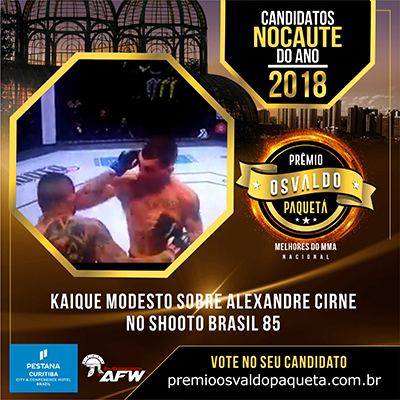 CANDIDATOS
NOCAUTE
DO ANO
2018
PRÊMIO
OSVALDO
PAQUETÁ
MELHORES DO MMA
NACIONAL
KAIQUE MODESTO SOBRE ALEXANDRE CIRNE
NO SHOOTO BRASIL 85
PESTANA
CURITIBA
CITY & CONFERENCE HOTEL
BRAZIL
AFW
VOTE NO SEU CANDIDATO
premioosvaldopaqueta.com.br